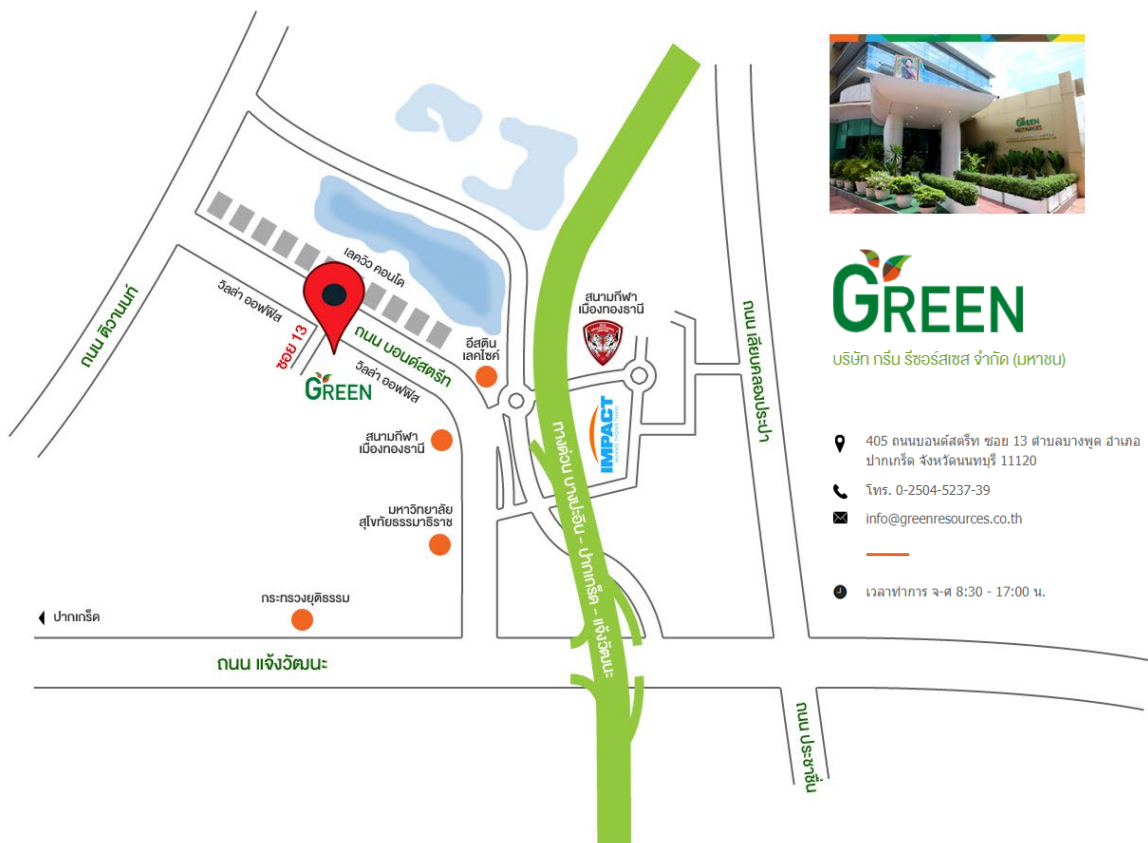 ถนน ติวานนท์
วิลล่า ออฟฟิส
ซอย 13
เลควิว คอนโด
ถนน บอนด์สตรีท
GREEN
วิลล่า ออฟฟิส
อีสติน
เลคไซค์
สนามกีฬา
เมืองทองธานี
มหาวิทยาลัย
สุโขทัยธรรมาธิราช
กระทรวงยุติธรรม
ปากเกร็ด
ถนน แจ้งวัฒนะ
สนามกีฬา
เมืองทองธานี
IMPACT
ทางด่วน บางปะอิน - ปากเกร็ด - แจ้งวัฒนะ
ถนน เลียบคลองประปา
ถนน ประชาชื่น
GREEN
RESOURCES
GREEN
บริษัท กรีน รีซอร์สเซส จำกัด (มหาชน)
405 ถนนบอนด์สตรีท ซอย 13 ตำบลบางพูด อำเภอ
ปากเกร็ด จังหวัดนนทบุรี 11120
โทร. 0-2504-5237-39
info@greenresources.co.th
เวลาทำการ จ-ศ 8:30 - 17:00 น.